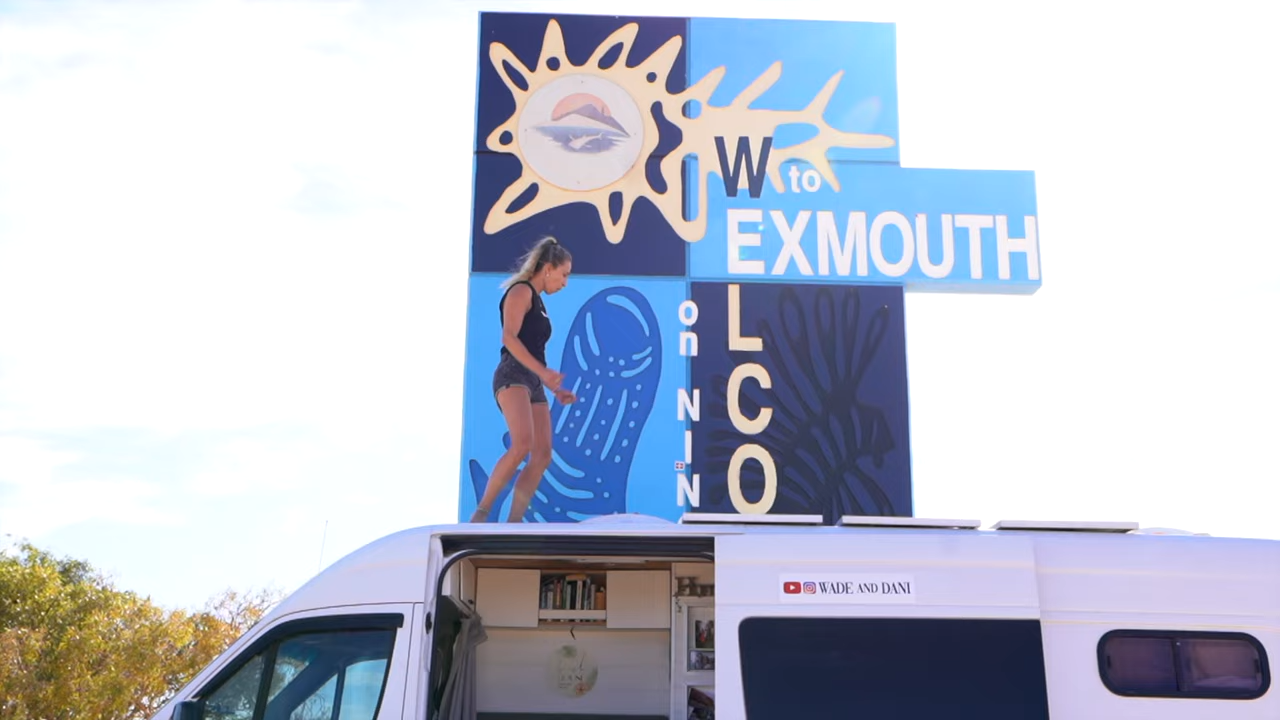 W to
EXMOUTH
LCO
on NIN
WADE AND DANI